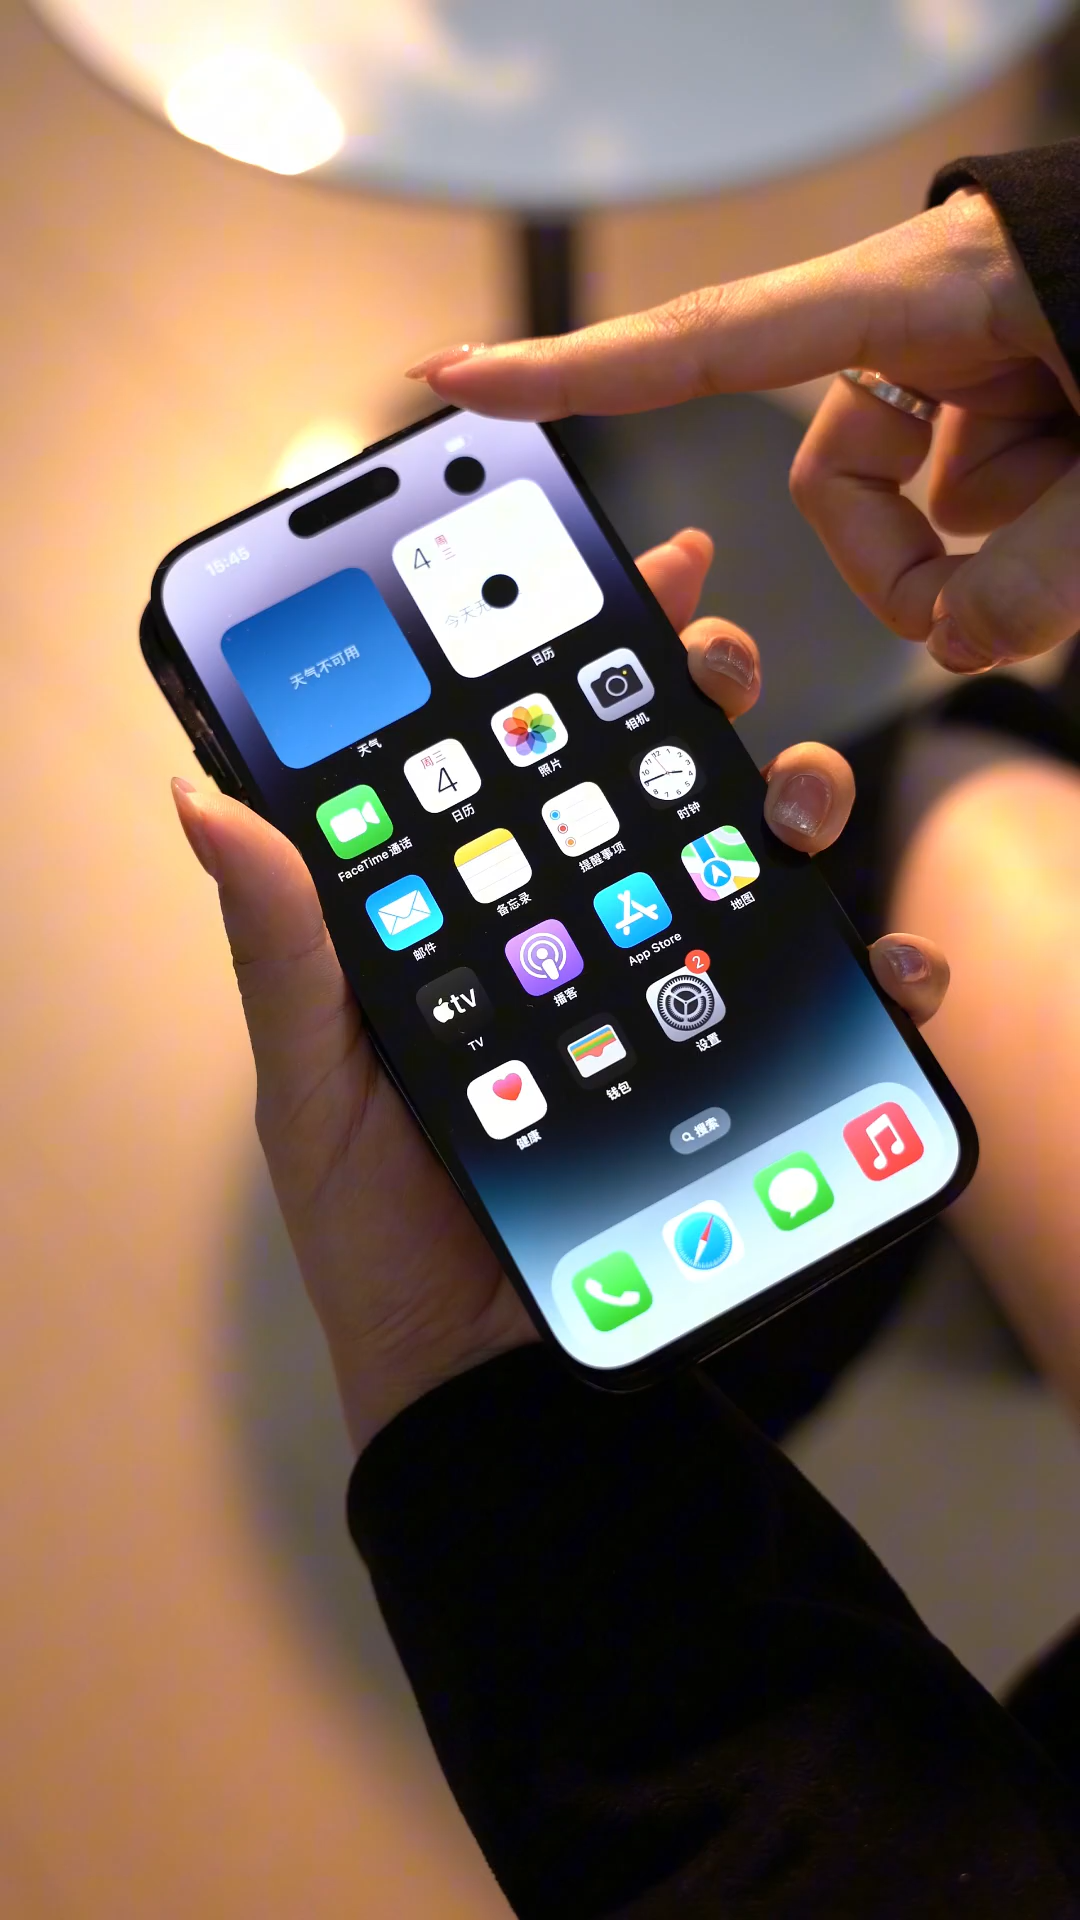 15:45
天气不可用
天气
4
周三
今天无
日历
FaceTime 通话
周三
4
日历
照片
相机
邮件
备忘录
提醒事项
时钟
tv
TV
播客
App Store
地图
健康
钱包
2
设置
搜索